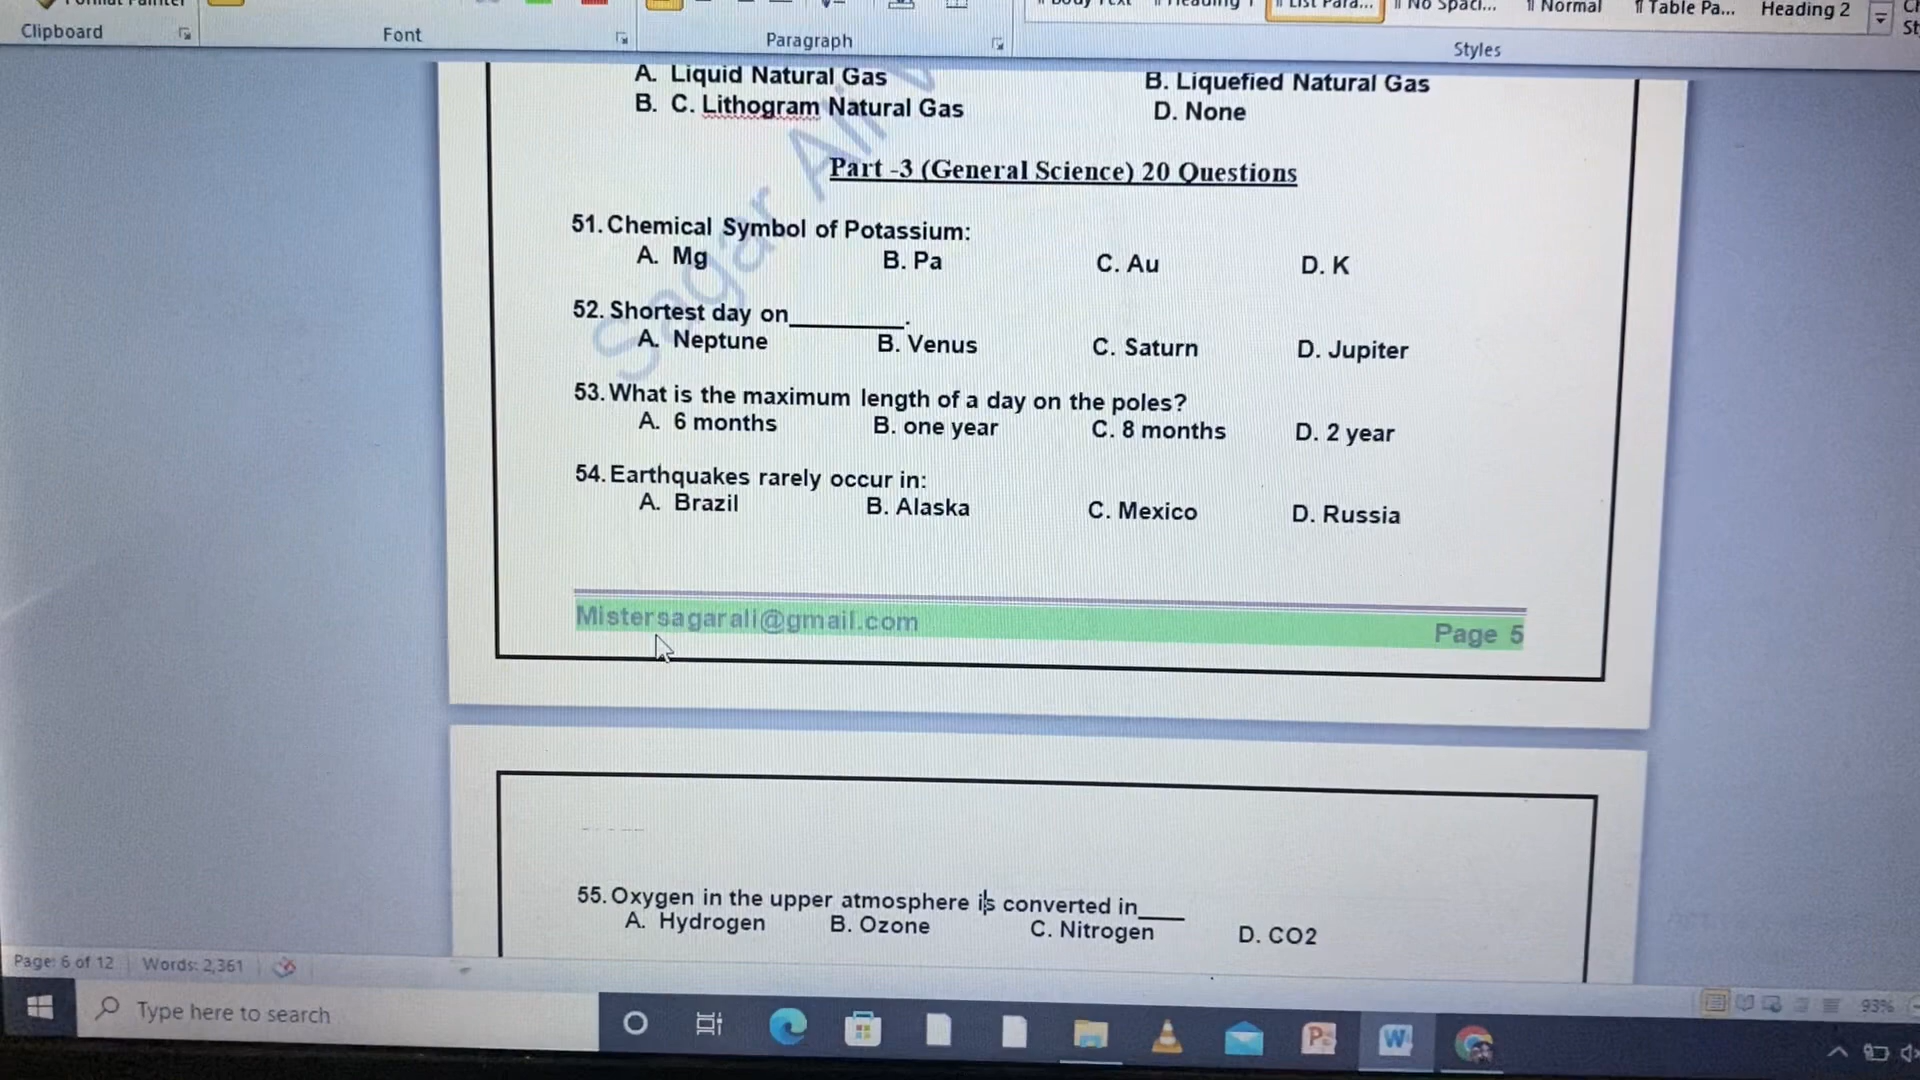 Clipboard
Font
Paragraph
Styles
No Spaci...
Normal
Table Pa...
Heading 2
A. Liquid Natural Gas B. Liquefied Natural Gas
B. C. Lithogram Natural Gas D. None
Part -3 (General Science) 20 Questions
51. Chemical Symbol of Potassium:
A. Mg B. Pa C. Au D. K
52. Shortest day on_________.
A. Neptune B. Venus C. Saturn D. Jupiter
53. What is the maximum length of a day on the poles?
A. 6 months B. one year C. 8 months D. 2 year
54. Earthquakes rarely occur in:
A. Brazil B. Alaska C. Mexico D. Russia
Sagar Ali
Mistersagarali@gmail.com Page 5
55. Oxygen in the upper atmosphere is converted in____
A. Hydrogen B. Ozone C. Nitrogen D. CO2
Page: 6 of 12 Words: 2,361
93%
Type here to search